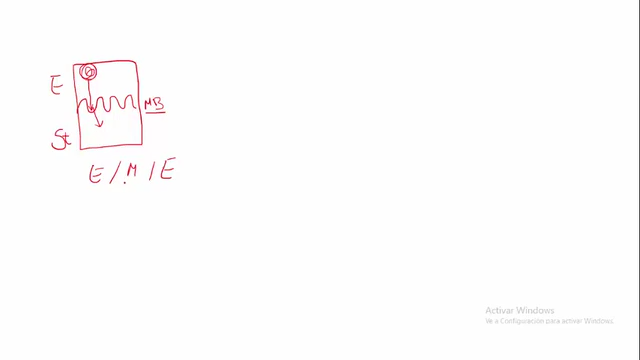 E
MB
St
E / M / E
Activar Windows
Ve a Configuración para activar Windows.